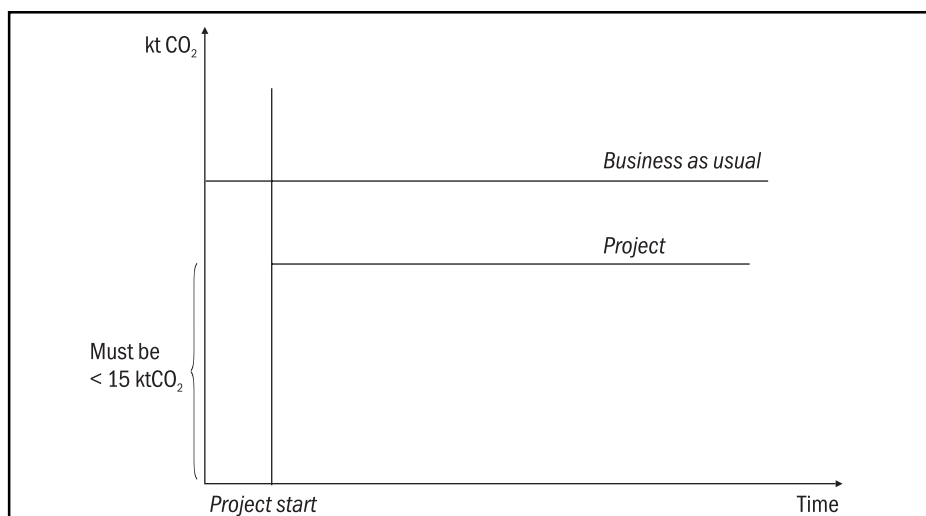 kt CO₂
Business as usual
Project
Must be
< 15 ktCO₂
Project start
Time